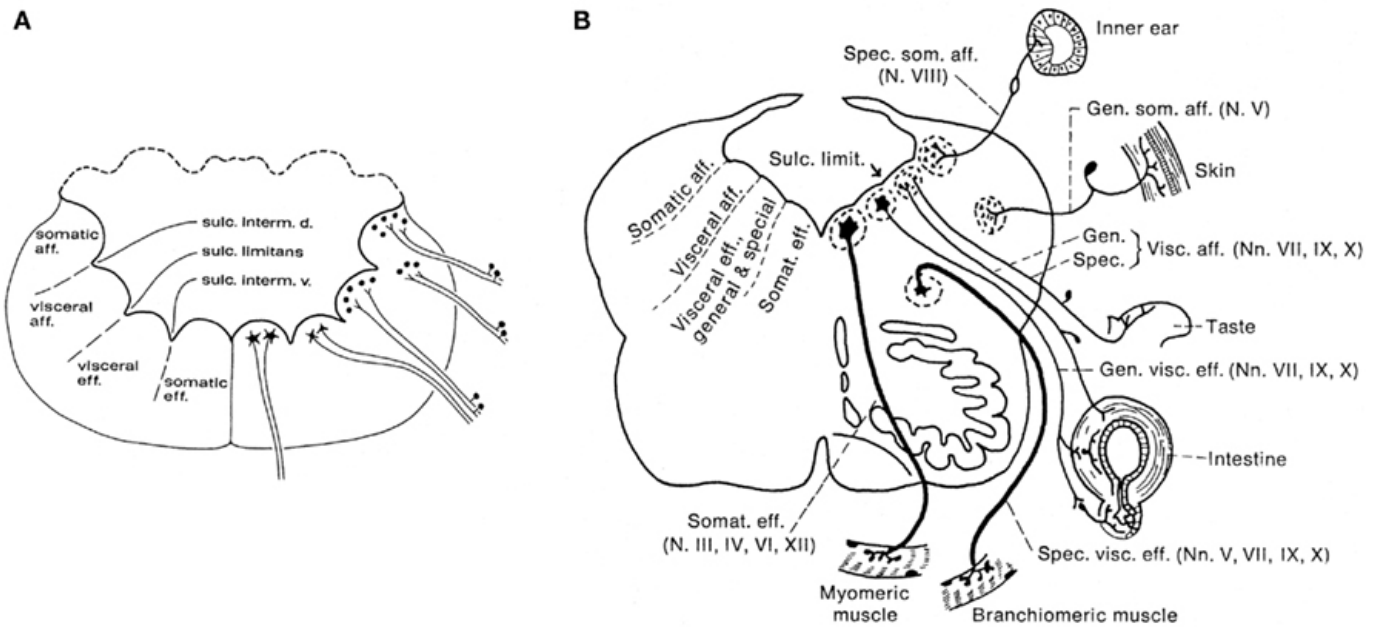 A
somatic
aff.
visceral
aff.
visceral
eff.
somatic
eff.
sulc. interm. d.
sulc. limitans
sulc. interm. v.
B
Spec. som. aff.
(N. VIII)
Inner ear
Gen. som. aff. (N. V)
Skin
Sulc. limit.
Somatic aff.
Visceral aff.
Visceral eff.,
general & special
Somat. eff.
Gen.
Spec.
Visc. aff. (Nn. VII, IX, X)
Taste
Gen. visc. eff. (Nn. VII, IX, X)
Intestine
Somat. eff.
(N. III, IV, VI, XII)
Spec. visc. eff. (Nn. V, VII, IX, X)
Myomeric
muscle
Branchiomeric muscle